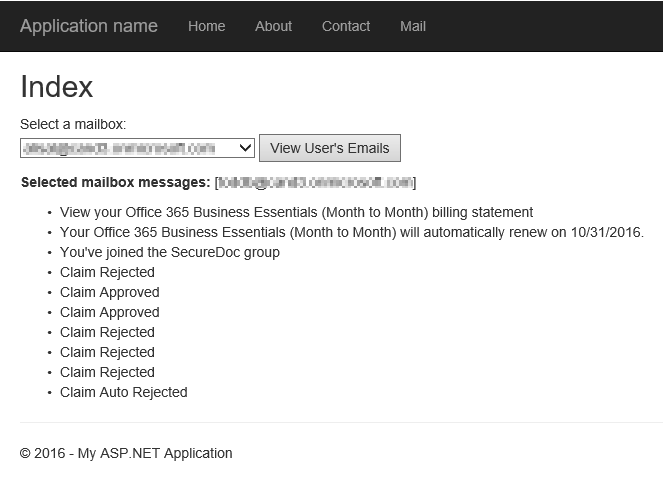 Application name Home About Contact Mail
Index
Select a mailbox:
View User's Emails
Selected mailbox messages: [ ]
• View your Office 365 Business Essentials (Month to Month) billing statement
• Your Office 365 Business Essentials (Month to Month) will automatically renew on 10/31/2016.
• You've joined the SecureDoc group
• Claim Rejected
• Claim Approved
• Claim Approved
• Claim Rejected
• Claim Rejected
• Claim Rejected
• Claim Auto Rejected
© 2016 - My ASP.NET Application